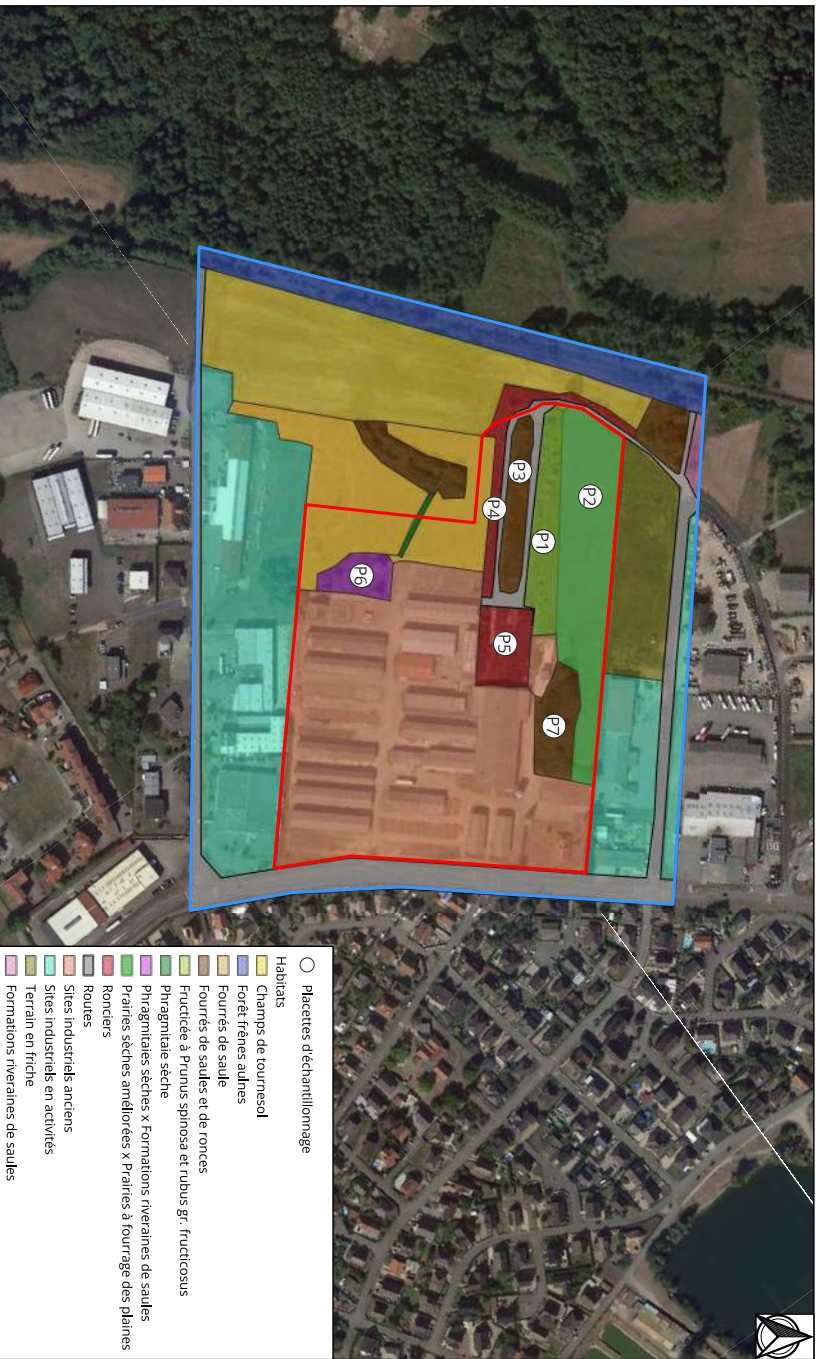 P2
P1
P3
P4
P5
P7
P6
Placettes d'échantillonnage
Habitats
Champs de tournesol
Forêt frênes aulnes
Fourrés de saule
Fourrés de saules et de ronces
Fructicée à Prunus spinosa et rubus gr. fructicosus
Phragmitaie sèche
Phragmitaies sèches x Formations riveraines de saules
Prairies sèches améliorées x Prairies à fourrage des plaines
Ronciers
Routes
Sites industriels anciens
Sites industriels en activités
Terrain en friche
Formations riveraines de saules